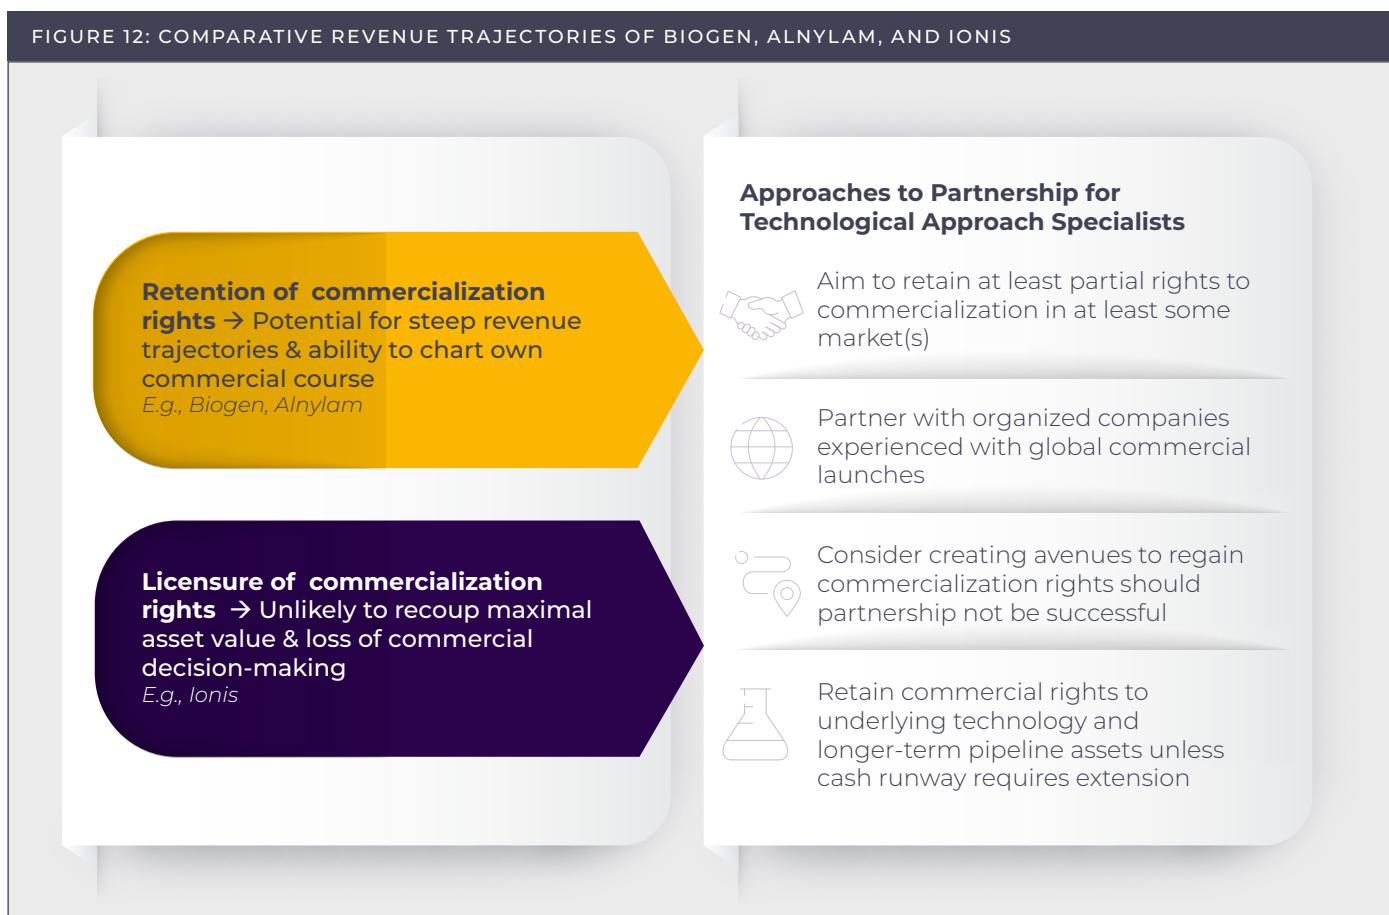 FIGURE 12: COMPARATIVE REVENUE TRAJECTORIES OF BIOGEN, ALNYLAM, AND IONIS
Retention of commercialization
rights → Potential for steep revenue
trajectories & ability to chart own
commercial course
E.g., Biogen, Alnylam
Licensure of commercialization
rights → Unlikely to recoup maximal
asset value & loss of commercial
decision-making
E.g., Ionis
Approaches to Partnership for
Technological Approach Specialists
Aim to retain at least partial rights to
commercialization in at least some
market(s)
Partner with organized companies
experienced with global commercial
launches
Consider creating avenues to regain
commercialization rights should
partnership not be successful
Retain commercial rights to
underlying technology and
longer-term pipeline assets unless
cash runway requires extension